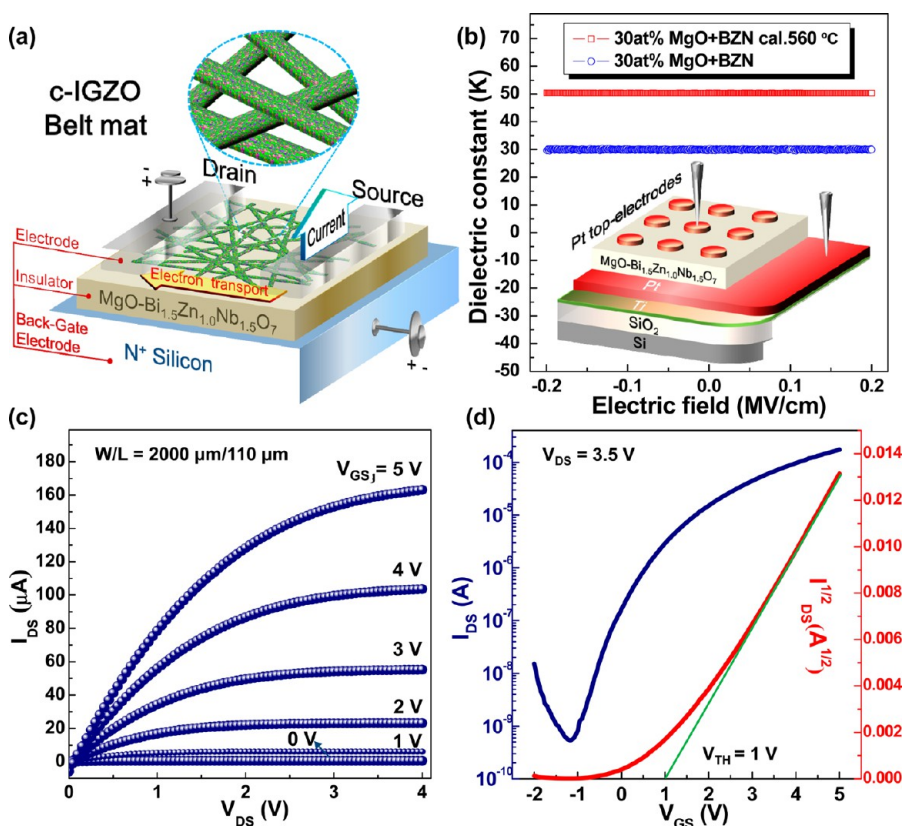 (a)
c-IGZO
Belt mat
Drain
Source
Current
- +
Electrode
Insulator
Electron transport
MgO-Bi1.5Zn1.0Nb1.5O7
Back-Gate
Electrode
N+ Silicon
+ -
(b)
30at% MgO+BZN cal.560 °C
30at% MgO+BZN
Dielectric constant (K)
50
40
30
20
10
0
-10
-20
-30
-40
-50
Pt top-electrodes
MgO-Bi1.5Zn1.0Nb1.5O7
Pt
Ti
SiO2
Si
-0.2 -0.1 0.0 0.1 0.2
Electric field (MV/cm)
(c)
W/L = 2000 µm/110 µm
VGSJ= 5 V
4 V
3 V
2 V
0 V 1 V
IDS (µA)
180
160
140
120
100
80
60
40
20
0
0 1 2 3 4
VDS (V)
(d)
VDS = 3.5 V
IDS (A)
10-4
10-5
10-6
10-7
10-8
10-9
10-10
I1/2DS(A1/2)
0.014
0.012
0.010
0.008
0.006
0.004
0.002
0.000
VTH = 1 V
-2 -1 0 1 2 3 4 5
VGS (V)